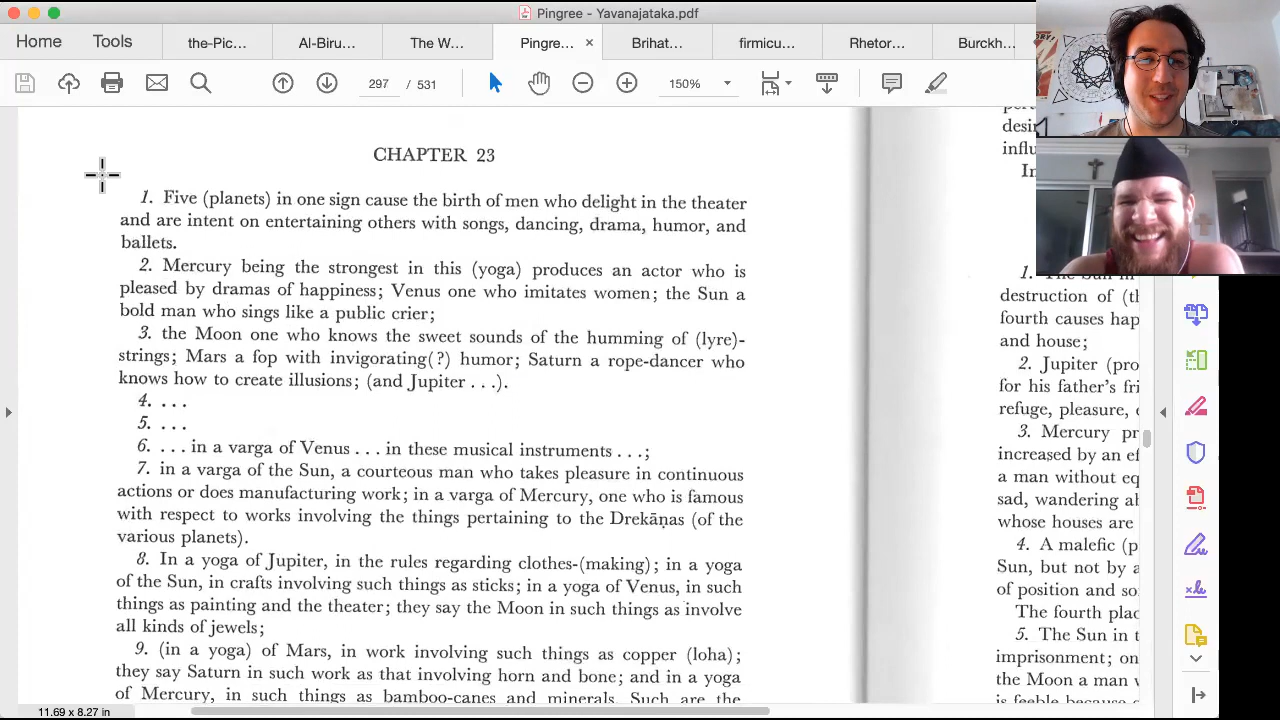 Pingree - Yavanajataka.pdf
Home Tools the-Pic... Al-Biru... The W... Pingre... × Brihat... firmicu... Rhetor... Burckh
297 / 531 150%
CHAPTER 23
1. Five (planets) in one sign cause the birth of men who delight in the theater
and are intent on entertaining others with songs, dancing, drama, humor, and
ballets.
2. Mercury being the strongest in this (yoga) produces an actor who is
pleased by dramas of happiness; Venus one who imitates women; the Sun a
bold man who sings like a public crier;
3. the Moon one who knows the sweet sounds of the humming of (lyre)-
strings; Mars a fop with invigorating(?) humor; Saturn a rope-dancer who
knows how to create illusions; (and Jupiter . . .).
4. . . .
5. . . .
6. . . . in a varga of Venus . . . in these musical instruments . . .;
7. in a varga of the Sun, a courteous man who takes pleasure in continuous
actions or does manufacturing work; in a varga of Mercury, one who is famous
with respect to works involving the things pertaining to the Drekāṇas (of the
various planets).
8. In a yoga of Jupiter, in the rules regarding clothes-(making); in a yoga
of the Sun, in crafts involving such things as sticks; in a yoga of Venus, in such
things as painting and the theater; they say the Moon in such things as involve
all kinds of jewels;
9. (in a yoga) of Mars, in work involving such things as copper (loha);
they say Saturn in such work as that involving horn and bone; and in a yoga
of Mercury, in such things as bamboo-canes and minerals. Such are the
desi
influ
In
destruction of (th
fourth causes hap
and house;
2. Jupiter (pro
for his father's fri
refuge, pleasure,
3. Mercury pr
increased by an ef
a man without eq
sad, wandering ab
whose houses are
4. A malefic (p
Sun, but not by a
of position and so
The fourth plac
5. The Sun in t
imprisonment; on
the Moon a man
is feeble because
11.69 x 8.27 in